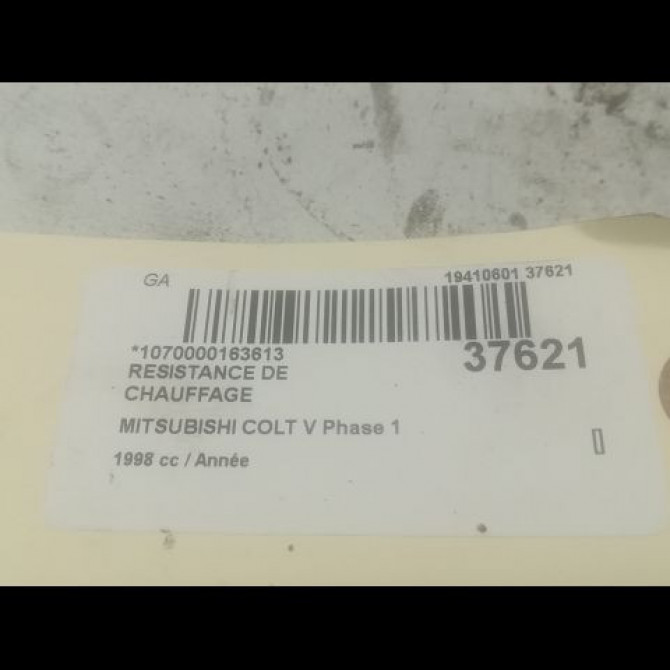 GA
19410601 37621
*1070000163613
37621
RESISTANCE DE
CHAUFFAGE
MITSUBISHI COLT V Phase 1
1998 cc / Année